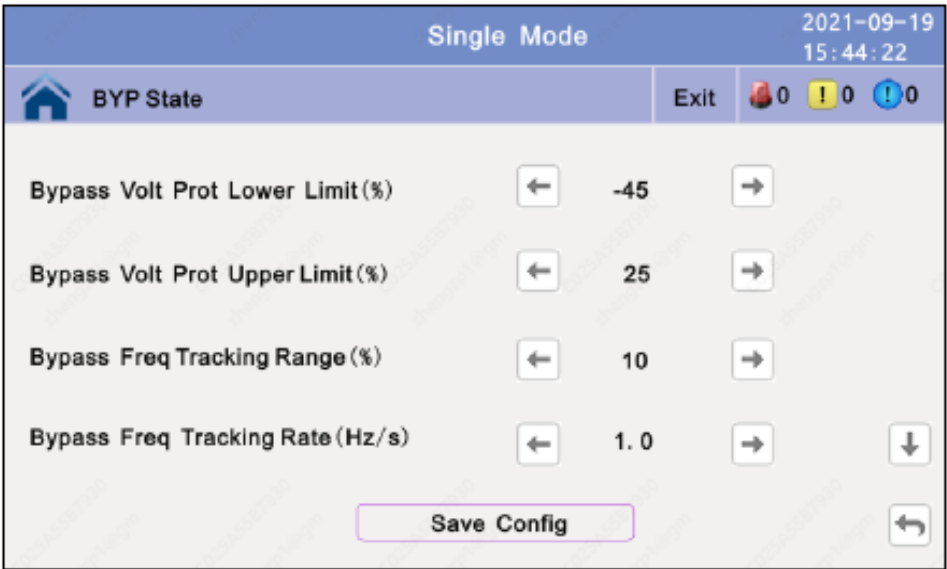 Single Mode
2021-09-19
15:44:22
BYP State
Exit
0
! 0
! 0
Bypass Volt Prot Lower Limit(%)
-45
Bypass Volt Prot Upper Limit(%)
25
Bypass Freq Tracking Range(%)
10
Bypass Freq Tracking Rate(Hz/s)
1.0
Save Config